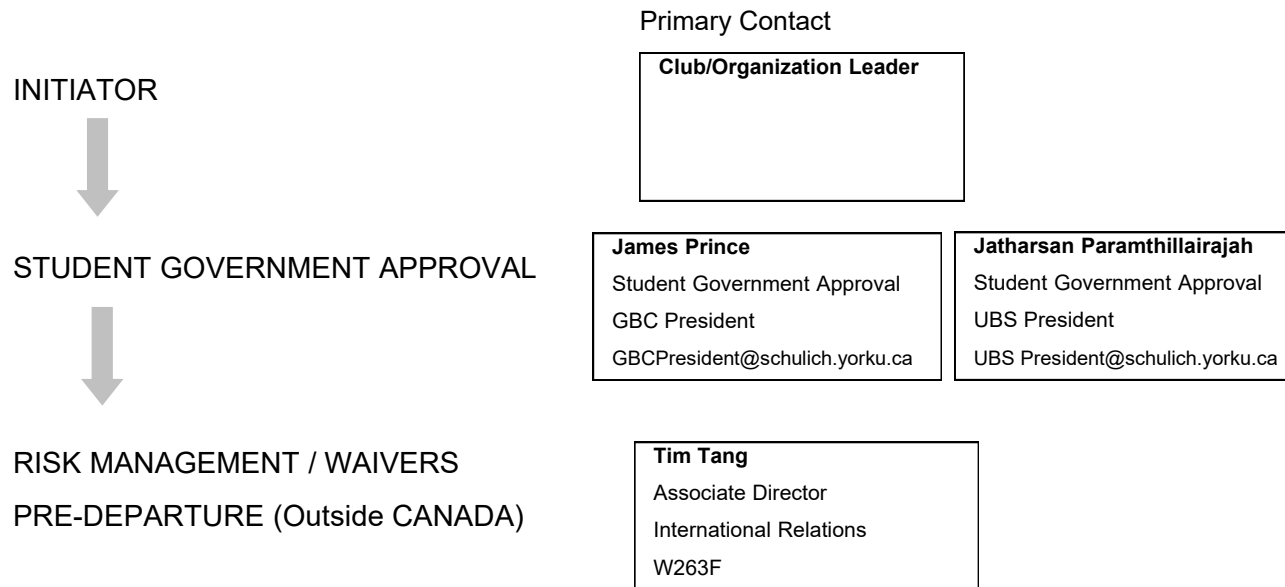 Primary Contact
INITIATOR
Club/Organization Leader
STUDENT GOVERNMENT APPROVAL
James Prince
Student Government Approval
GBC President
GBCPresident@schulich.yorku.ca
Jatharsan Paramthillairajah
Student Government Approval
UBS President
UBS President@schulich.yorku.ca
RISK MANAGEMENT / WAIVERS
PRE-DEPARTURE (Outside CANADA)
Tim Tang
Associate Director
International Relations
W263F